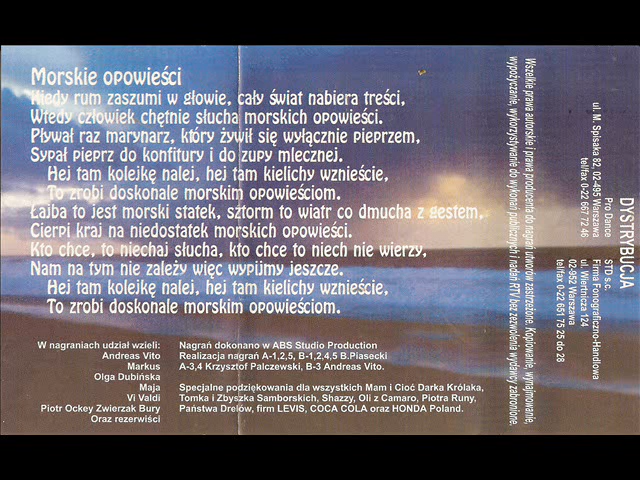 Morskie opowieści
Kiedy rum zaszumi w głowie, cały świat nabiera treści,
Wtedy człowiek chętnie słucha morskich opowieści.
Pływał raz marynarz, który żywił się wyłącznie pieprzem,
Sypał pieprz do konfitury i do zupy mlecznej.
Hej tam kolejkę nalej, hej tam kielichy wznieście,
To zrobi doskonale morskim opowieściom.
Łajba to jest morski statek, sztorm to wiatr co dmucha z gestem,
Cierpi kraj na niedostatek morskich opowieści.
Kto chce, to niechaj słucha, kto chce to niech nie wierzy,
Nam na tym nie zależy więc wypijmy jeszcze.
Hej tam kolejkę nalej, hej tam kielichy wznieście,
To zrobi doskonale morskim opowieściom.
W nagraniach udział wzieli:
Andreas Vito
Markus
Olga Dubińska
Maja
Vi Valdi
Piotr Ockey Zwierzak Bury
Oraz rezerwiści
Nagrań dokonano w ABS Studio Production
Realizacja nagrań A-1,2,5, B-1,2,4,5 B.Piasecki
A-3,4 Krzysztof Palczewski, B-3 Andreas Vito.
Specjalne podziękowania dla wszystkich Mam i Cioć Darka Królaka,
Tomka i Zbyszka Samborskich, Shazzy, Oli z Camaro, Piotra Runy,
Państwa Drelów, firm LEVIS, COCA COLA oraz HONDA Poland.
Wszelkie prawa autorskie i prawa producenta do nagrań utworów zastrzeżone. Kopiowanie, wynajmowanie,
wypożyczanie, wykorzystywanie do wykonań publicznych i nadań RTV bez zezwolenia wydawcy zabronione.
DYSTRYBUCJA
Pro Dance
ul. M. Spisaka 82, 02-495 Warszawa
tel/fax 0-22 667 72 46
STD s.c.
Firma Fonograficzno-Handlowa
ul. Wiertnicza 124
02-952 Warszawa
tel/fax 0-22 651 75 25 do 28